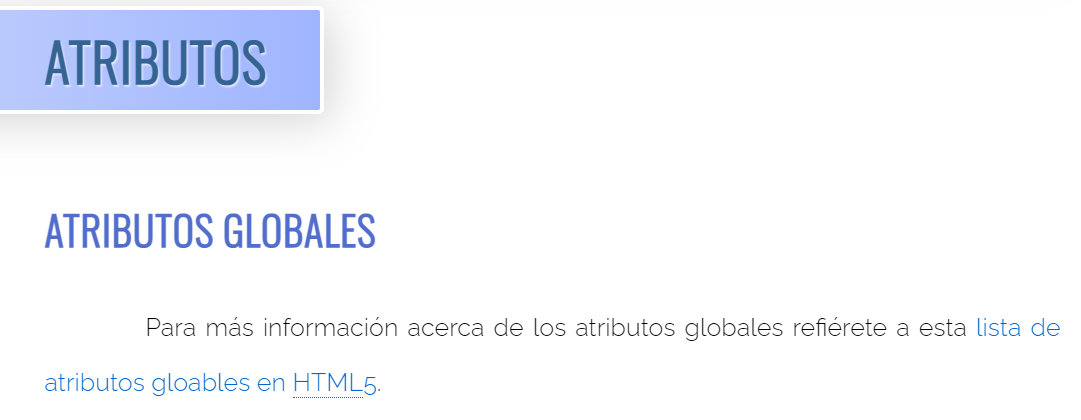 ATRIBUTOS
ATRIBUTOS GLOBALES
Para más información acerca de los atributos globales refiérete a esta lista de
atributos gloables en HTML5.